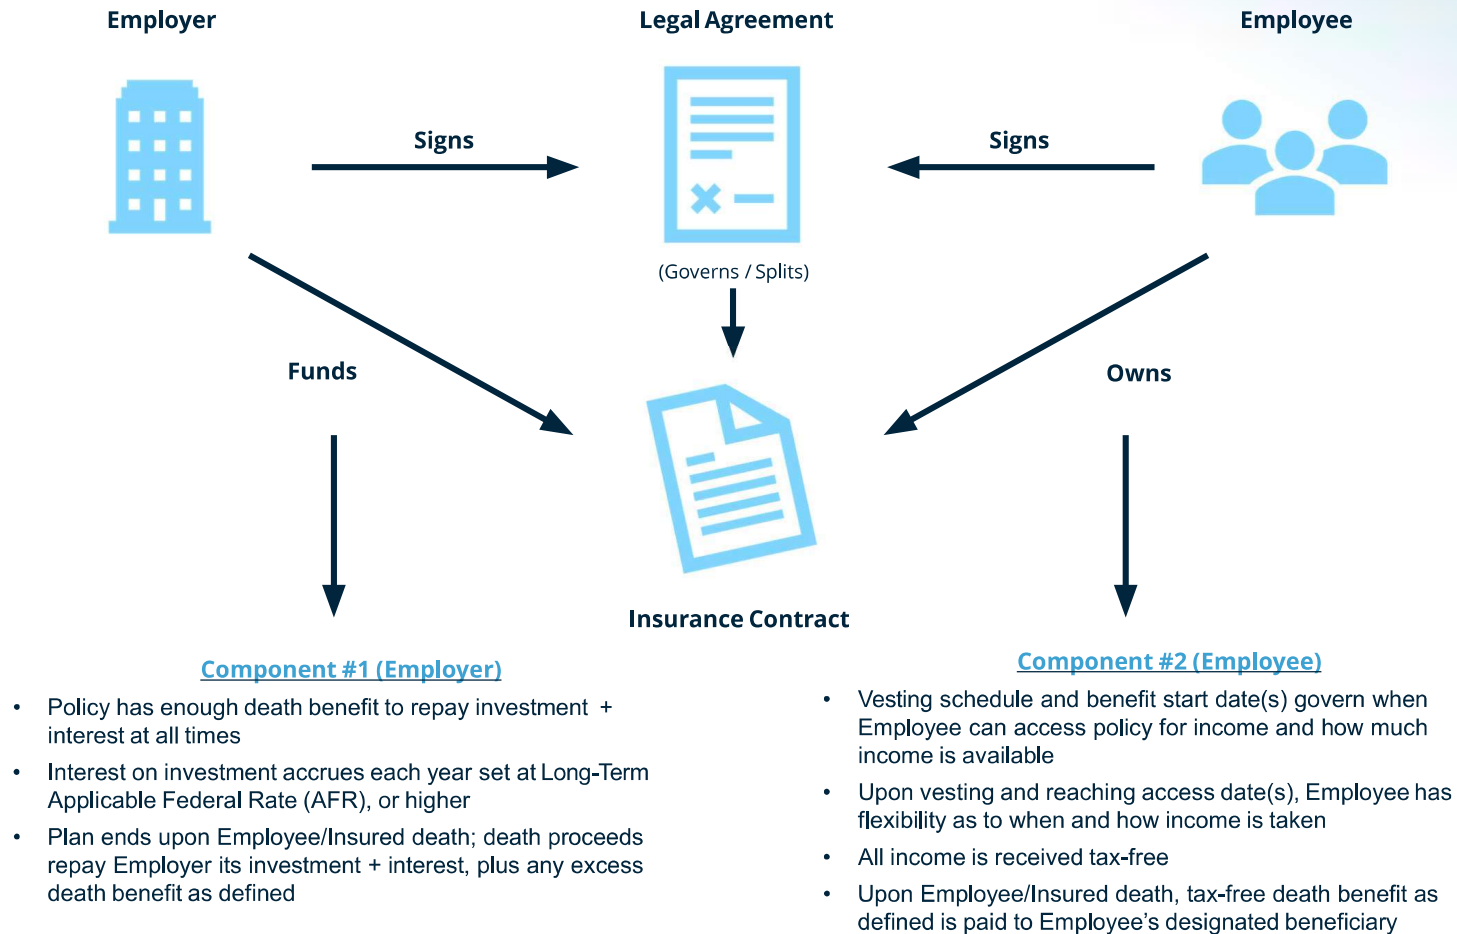 Employer
Legal Agreement
Employee
Signs
Signs
(Governs / Splits)
Funds
Owns
Insurance Contract
Component #1 (Employer)
• Policy has enough death benefit to repay investment +
interest at all times
• Interest on investment accrues each year set at Long-Term
Applicable Federal Rate (AFR), or higher
• Plan ends upon Employee/Insured death; death proceeds
repay Employer its investment + interest, plus any excess
death benefit as defined
Component #2 (Employee)
• Vesting schedule and benefit start date(s) govern when
Employee can access policy for income and how much
income is available
• Upon vesting and reaching access date(s), Employee has
flexibility as to when and how income is taken
• All income is received tax-free
• Upon Employee/Insured death, tax-free death benefit as
defined is paid to Employee's designated beneficiary